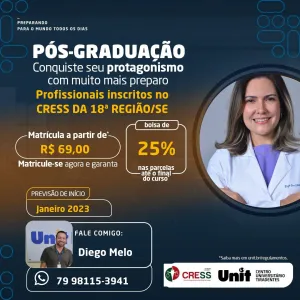 PREPARANDO
PARA O MUNDO TODOS OS DIAS
PÓS-GRADUAÇÃO
Conquiste seu protagonismo
com muito mais preparo
Profissionais inscritos no
CRESS DA 18ª REGIÃO/SE
Matrícula a partir de*
R$ 69,00
Matricule-se agora e garanta
bolsa de
25%
nas parcelas
até o final
do curso
PREVISÃO DE INÍCIO
Janeiro 2023
FALE COMIGO:
Diego Melo
79 98115-3941
*Saiba mais em unit.br/regulamentos.
CRESS
Unit
CENTRO
UNIVERSITÁRIO
TIRADENTES